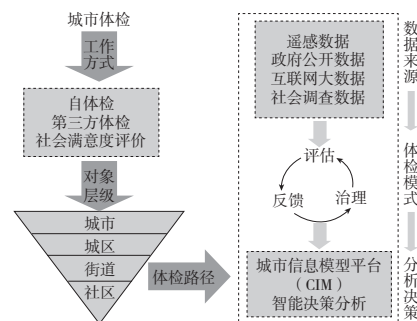 城市体检
工作
方式
自体检
第三方体检
社会满意度评价
对象
层级
城市
城区
街道
社区
体检路径
遥感数据
政府公开数据
互联网大数据
社会调查数据
评估
反馈
治理
城市信息模型平台
（CIM）
智能决策分析
数据来源
体检模式
分析决策